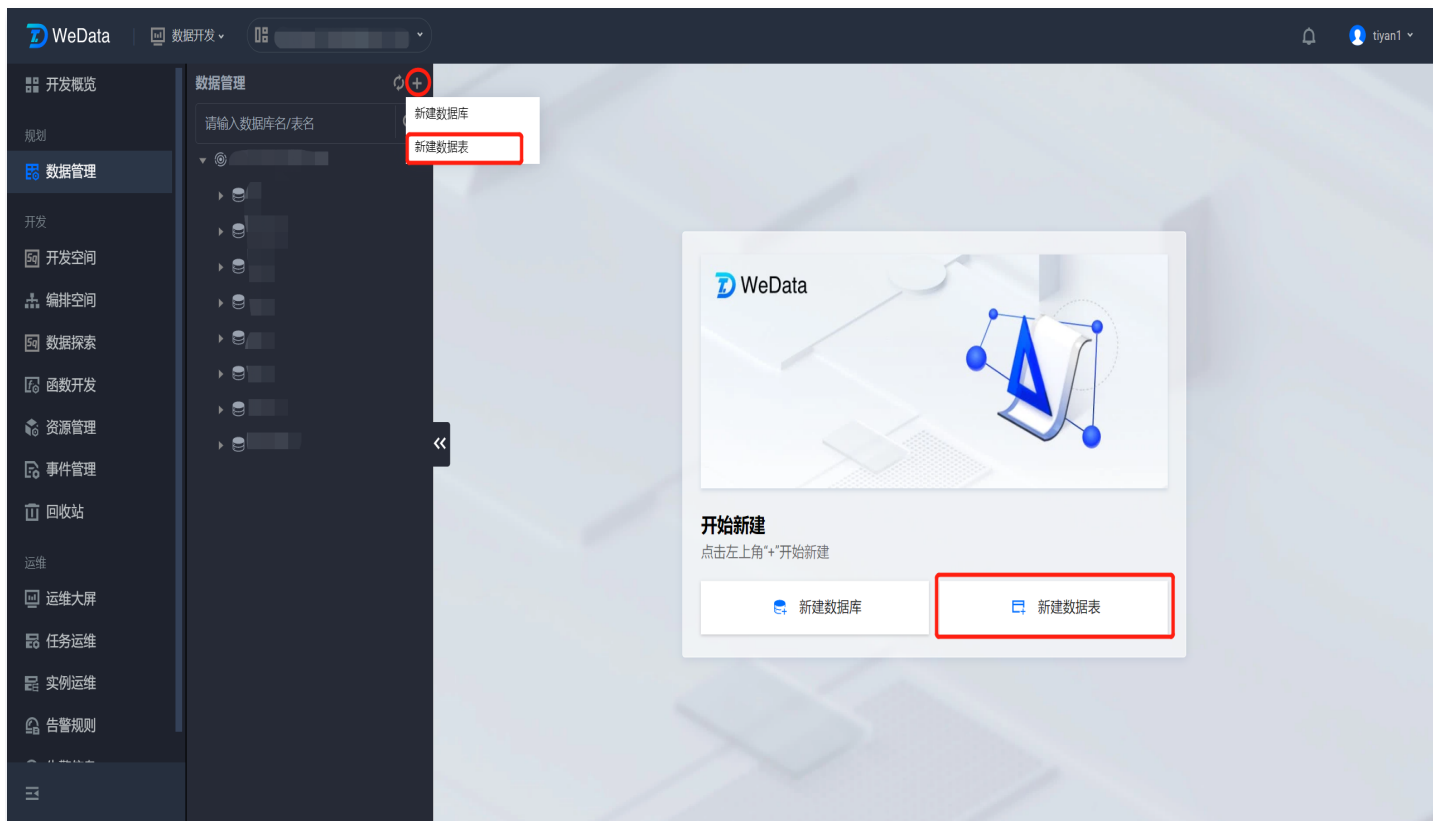 WeData
数据开发
tiyan1
开发概览
规划
数据管理
开发
开发空间
编排空间
数据探索
函数开发
资源管理
事件管理
回收站
运维
运维大屏
任务运维
实例运维
告警规则
数据管理
请输入数据库名/表名
新建数据库
新建数据表
WeData
开始新建
点击左上角“+”开始新建
新建数据库
新建数据表